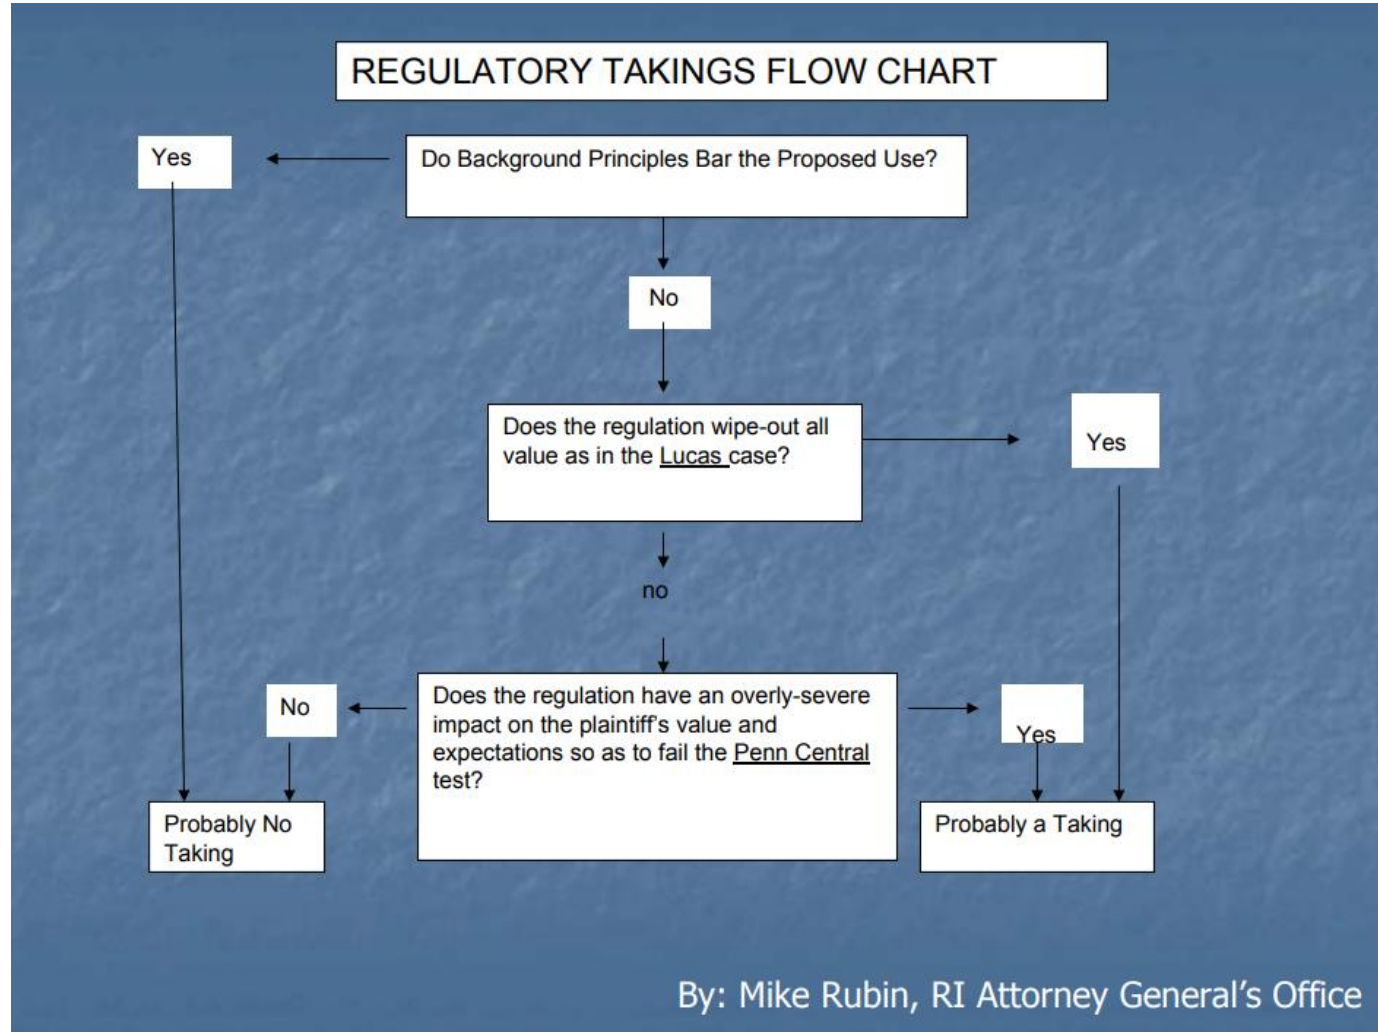 REGULATORY TAKINGS FLOW CHART
Yes
Do Background Principles Bar the Proposed Use?
No
Does the regulation wipe-out all
value as in the Lucas case?
Yes
no
No
Does the regulation have an overly-severe
impact on the plaintiff's value and
expectations so as to fail the Penn Central
test?
Yes
Probably No
Taking
Probably a Taking
By: Mike Rubin, RI Attorney General's Office